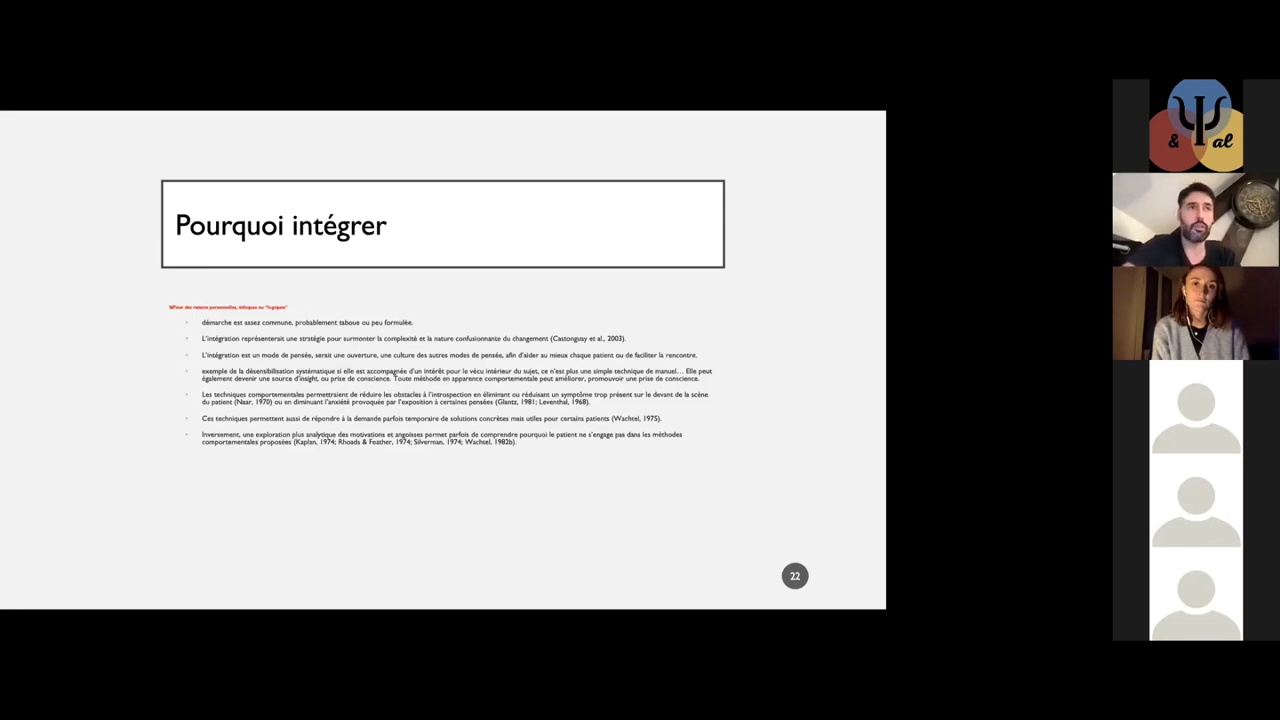 Pourquoi intégrer
Pour des raisons personnelles, éthiques ou "logiques"
démarche est assez commune, probablement taboue ou peu formulée.
L'intégration représenterait une stratégie pour surmonter la complexité et la nature confusionnante du changement (Castonguay et al., 2003).
L'intégration est un mode de pensée, serait une ouverture, une culture des autres modes de pensée, afin d'aider au mieux chaque patient ou de faciliter la rencontre.
exemple de la désensibilisation systématique si elle est accompagnée d'un intérêt pour le vécu intérieur du sujet, ce n'est plus une simple technique de manuel… Elle peut
également devenir une source d'insight, ou prise de conscience. Toute méthode en apparence comportementale peut améliorer, promouvoir une prise de conscience.
Les techniques comportementales permettraient de réduire les obstacles à l'introspection en éliminant ou réduisant un symptôme trop présent sur le devant de la scène
du patient (Naar, 1970) ou en diminuant l'anxiété provoquée par l'exposition à certaines pensées (Glantz, 1981; Leventhal, 1968).
Ces techniques permettent aussi de répondre à la demande parfois temporaire de solutions concrètes mais utiles pour certains patients (Wachtel, 1975).
Inversement, une exploration plus analytique des motivations et angoisses permet parfois de comprendre pourquoi le patient ne s'engage pas dans les méthodes
comportementales proposées (Kaplan, 1974; Rhoads & Feather, 1974; Silverman, 1974; Wachtel, 1982b).
22
Ψ
& al